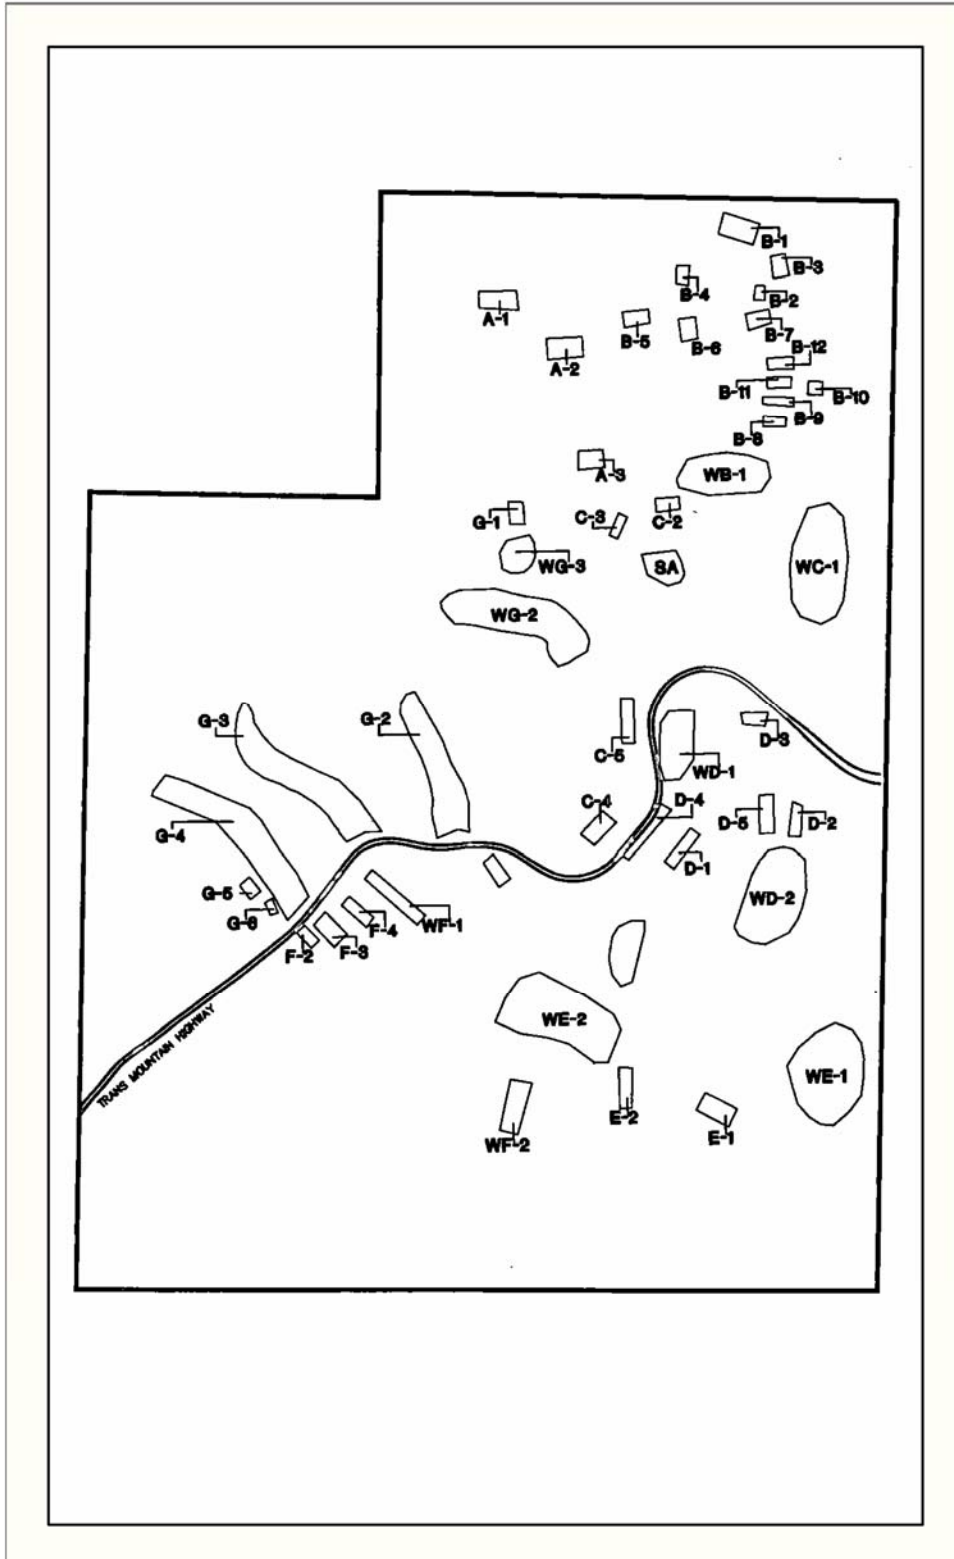 B-1
B-3
B-4
B-2
A-1
B-5
B-6
B-7
B-12
A-2
B-11
B-10
B-9
B-8
A-3
WB-1
G-1
C-3
C-2
WG-3
SA
WC-1
WG-2
G-3
G-2
C-5
D-3
WD-1
C-4
D-4
G-4
D-5
D-2
D-1
G-5
WD-2
G-6
F-4
WF-1
F-2
F-3
TRANS MOUNTAIN HIGHWAY
WE-2
WE-1
E-2
E-1
WF-2